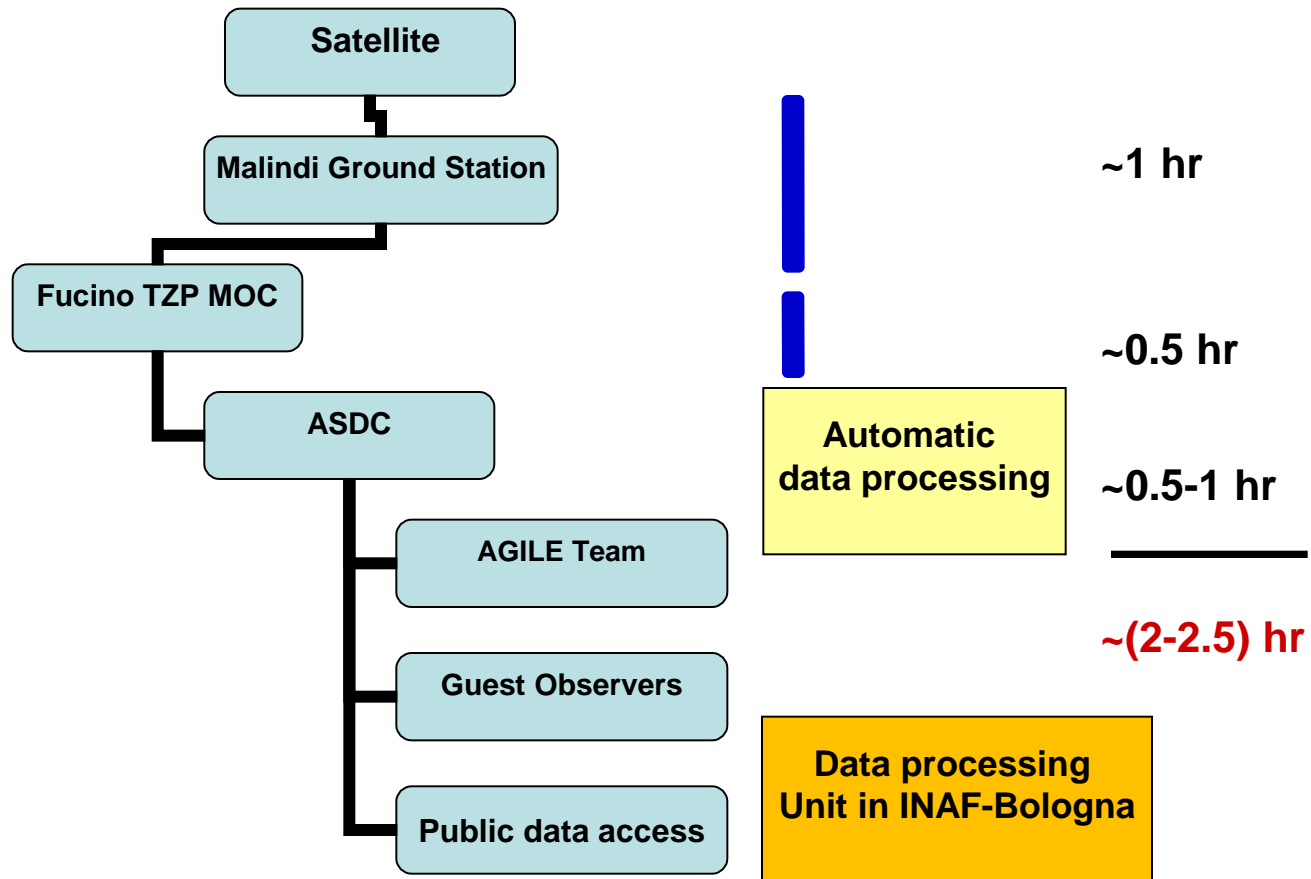 Satellite
Malindi Ground Station
~1 hr
Fucino TZP MOC
~0.5 hr
ASDC
Automatic
data processing
~0.5-1 hr
AGILE Team
~(2-2.5) hr
Guest Observers
Data processing
Unit in INAF-Bologna
Public data access